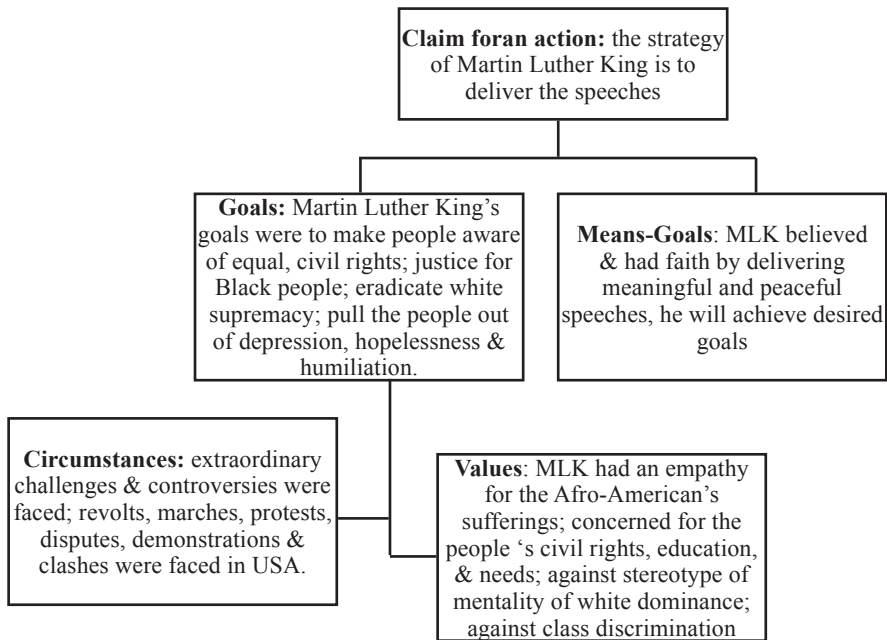 Claim foran action: the strategy
of Martin Luther King is to
deliver the speeches
Goals: Martin Luther King’s
goals were to make people aware
of equal, civil rights; justice for
Black people; eradicate white
supremacy; pull the people out
of depression, hopelessness &
humiliation.
Means-Goals: MLK believed
& had faith by delivering
meaningful and peaceful
speeches, he will achieve desired
goals
Circumstances: extraordinary
challenges & controversies were
faced; revolts, marches, protests,
disputes, demonstrations &
clashes were faced in USA.
Values: MLK had an empathy
for the Afro-American’s
sufferings; concerned for the
people ‘s civil rights, education,
& needs; against stereotype of
mentality of white dominance;
against class discrimination